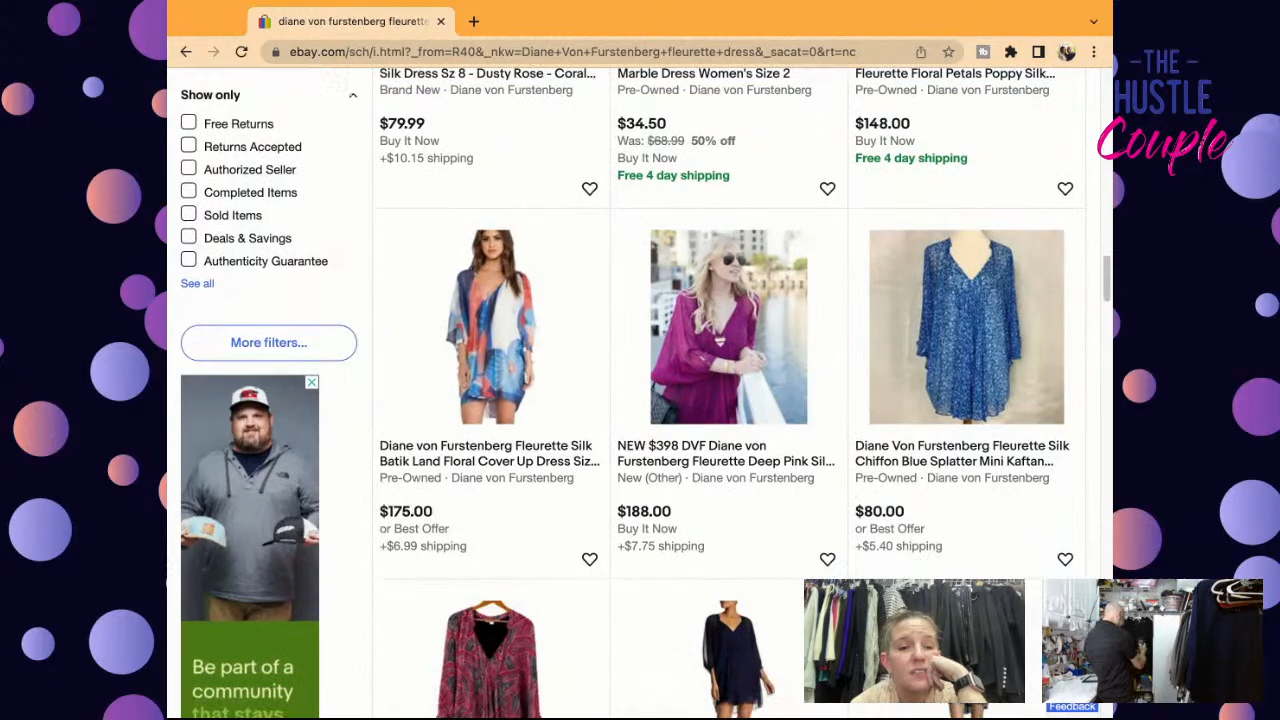 diane von furstenberg fleurette
ebay.com/sch/i.html?_from=R40&_nkw=Diane+Von+Furstenberg+fleurette+dress&_sacat=0&rt=nc
THE
HUSTLE
Couple
Show only
Free Returns
Returns Accepted
Authorized Seller
Completed Items
Sold Items
Deals & Savings
Authenticity Guarantee
See all
More filters...
Be part of a
community
that stays
Silk Dress Sz 8 - Dusty Rose - Coral...
Brand New · Diane von Furstenberg
$79.99
Buy It Now
+$10.15 shipping
Marble Dress Women's Size 2
Pre-Owned · Diane von Furstenberg
$34.50
Was: $68.99 50% off
Buy It Now
Free 4 day shipping
Fleurette Floral Petals Poppy Silk...
Pre-Owned · Diane von Furstenberg
$148.00
Buy It Now
Free 4 day shipping
Diane von Furstenberg Fleurette Silk
Batik Land Floral Cover Up Dress Siz...
Pre-Owned · Diane von Furstenberg
$175.00
or Best Offer
+$6.99 shipping
NEW $398 DVF Diane von
Furstenberg Fleurette Deep Pink Sil...
New (Other) · Diane von Furstenberg
$188.00
Buy It Now
+$7.75 shipping
Diane Von Furstenberg Fleurette Silk
Chiffon Blue Splatter Mini Kaftan...
Pre-Owned · Diane von Furstenberg
$80.00
or Best Offer
+$5.40 shipping
Feedback